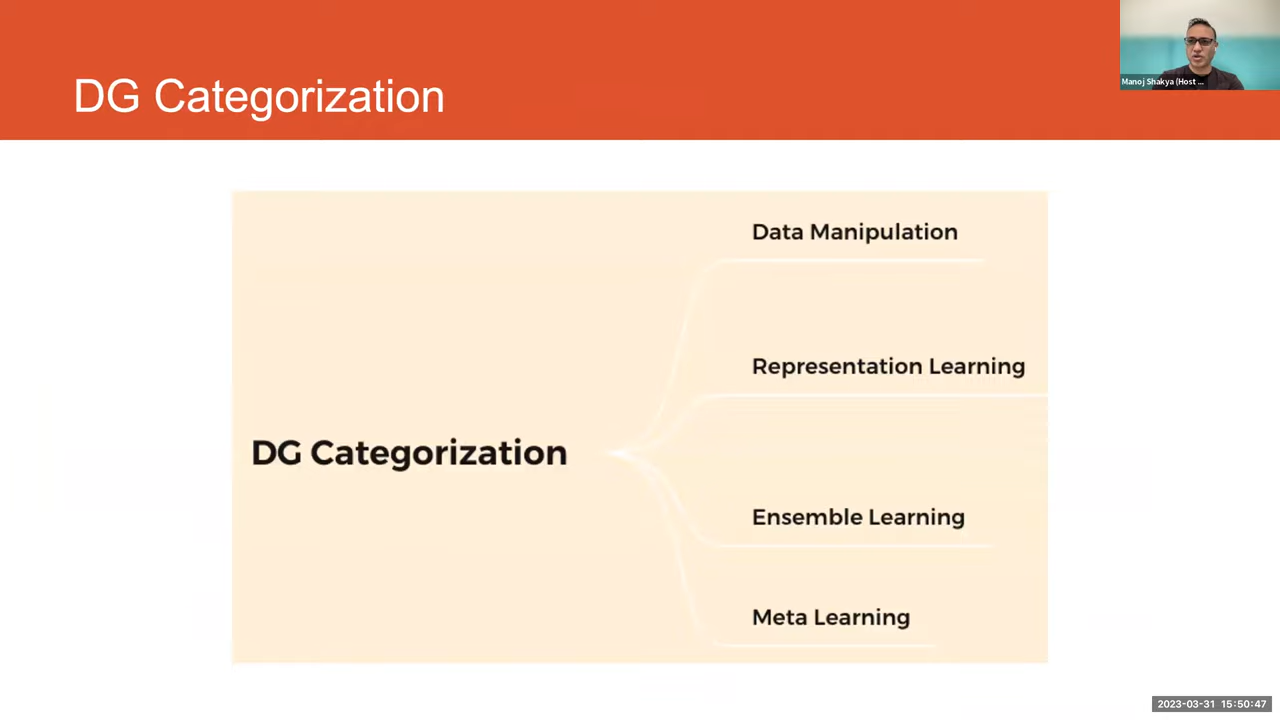 DG Categorization
Manoj Shakya (Host ...
Data Manipulation
Representation Learning
DG Categorization
Ensemble Learning
Meta Learning
2023-03-31 15:50:47